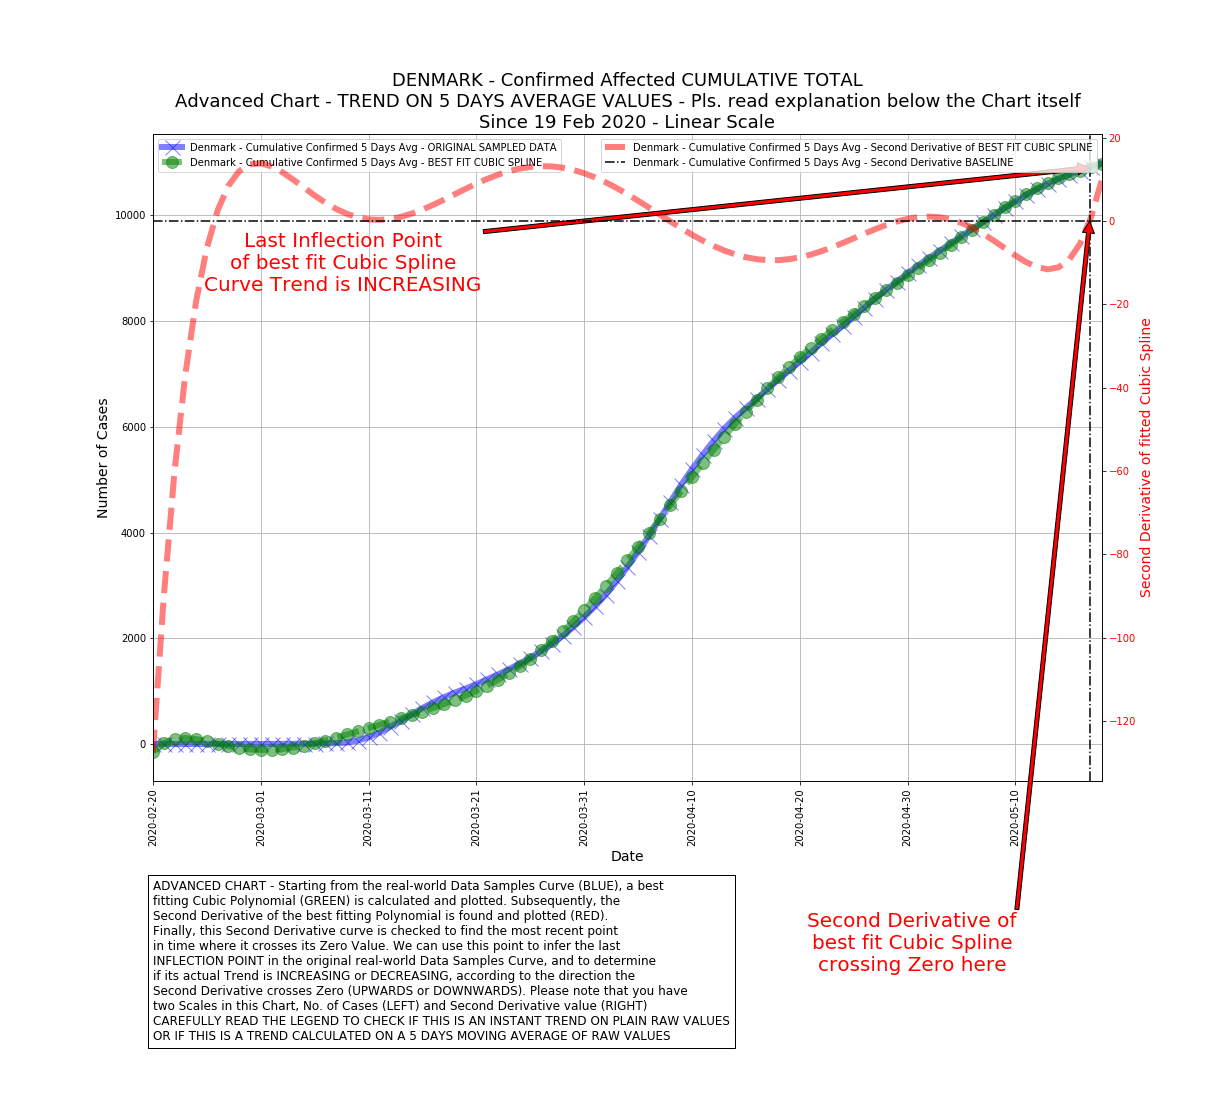 DENMARK - Confirmed Affected CUMULATIVE TOTAL
Advanced Chart - TREND ON 5 DAYS AVERAGE VALUES - Pls. read explanation below the Chart itself
Since 19 Feb 2020 - Linear Scale
Denmark - Cumulative Confirmed 5 Days Avg - ORIGINAL SAMPLED DATA
Denmark - Cumulative Confirmed 5 Days Avg - BEST FIT CUBIC SPLINE
Denmark - Cumulative Confirmed 5 Days Avg - Second Derivative of BEST FIT CUBIC SPLINE
Denmark - Cumulative Confirmed 5 Days Avg - Second Derivative BASELINE
Last Inflection Point
of best fit Cubic Spline
Curve Trend is INCREASING
Number of Cases
10000
8000
6000
4000
2000
0
20
0
−20
−40
−60
−80
−100
−120
Second Derivative of fitted Cubic Spline
2020-02-20
2020-03-01
2020-03-11
2020-03-21
2020-03-31
2020-04-10
2020-04-20
2020-04-30
2020-05-10
Date
ADVANCED CHART - Starting from the real-world Data Samples Curve (BLUE), a best
fitting Cubic Polynomial (GREEN) is calculated and plotted. Subsequently, the
Second Derivative of the best fitting Polynomial is found and plotted (RED).
Finally, this Second Derivative curve is checked to find the most recent point
in time where it crosses its Zero Value. We can use this point to infer the last
INFLECTION POINT in the original real-world Data Samples Curve, and to determine
if its actual Trend is INCREASING or DECREASING, according to the direction the
Second Derivative crosses Zero (UPWARDS or DOWNWARDS). Please note that you have
two Scales in this Chart, No. of Cases (LEFT) and Second Derivative value (RIGHT)
CAREFULLY READ THE LEGEND TO CHECK IF THIS IS AN INSTANT TREND ON PLAIN RAW VALUES
OR IF THIS IS A TREND CALCULATED ON A 5 DAYS MOVING AVERAGE OF RAW VALUES
Second Derivative of
best fit Cubic Spline
crossing Zero here